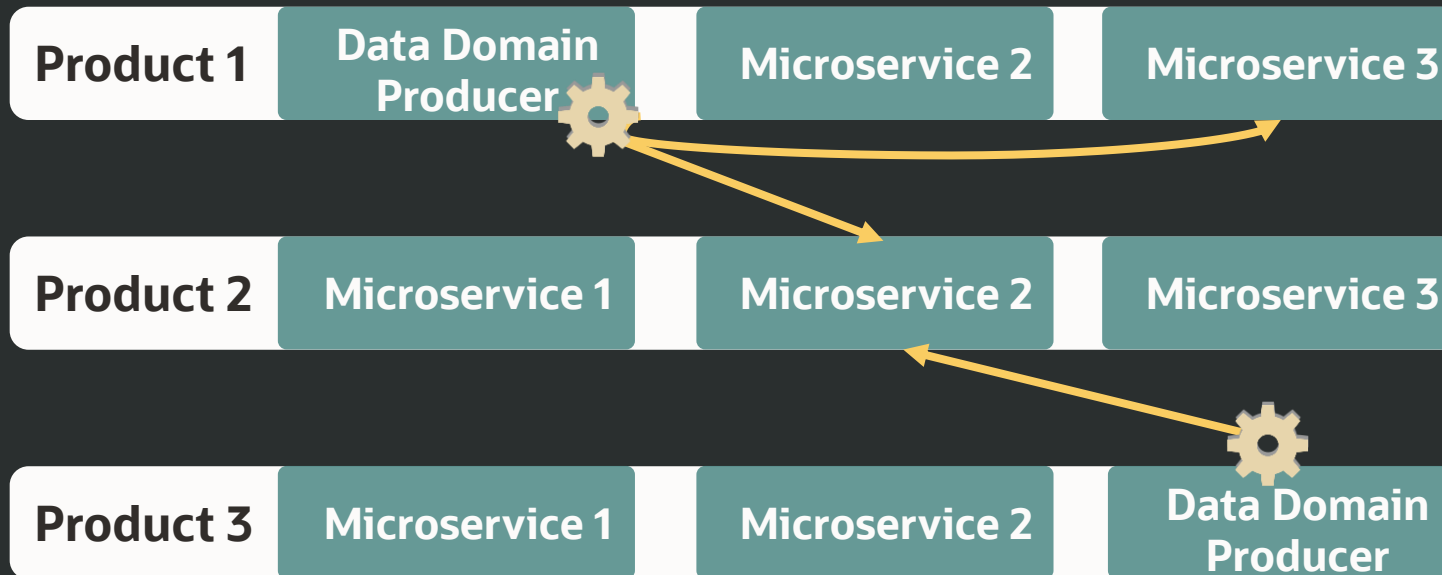 Product 1
Data Domain
Producer
Microservice 2
Microservice 3
Product 2
Microservice 1
Microservice 2
Microservice 3
Product 3
Microservice 1
Microservice 2
Data Domain
Producer